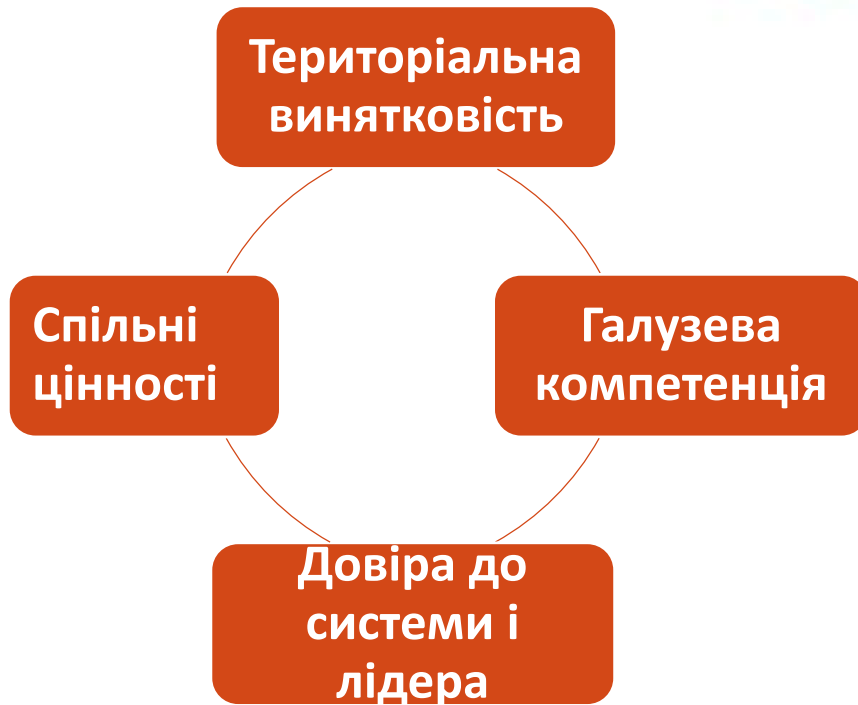 Територіальна
винятковість
Спільні
цінності
Галузева
компетенція
Довіра до
системи і
лідера